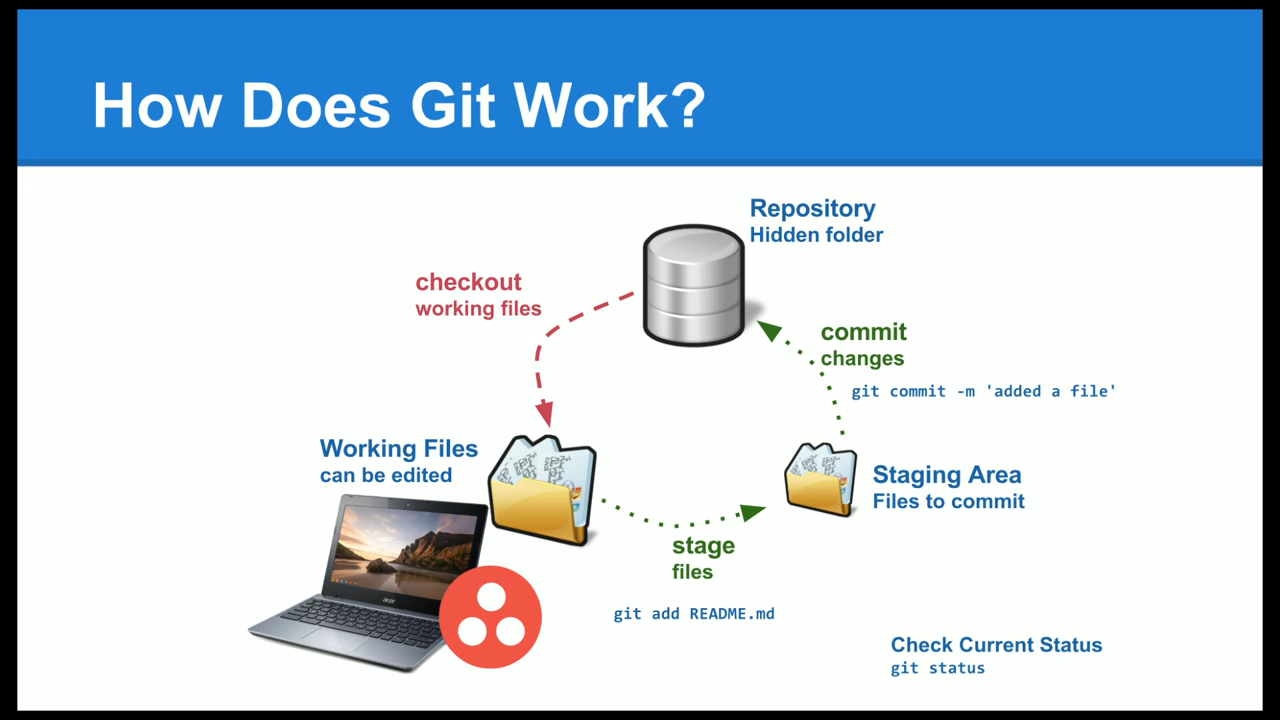 How Does Git Work?
Repository
Hidden folder
checkout
working files
commit
changes
git commit -m 'added a file'
Working Files
can be edited
Staging Area
Files to commit
stage
files
git add README.md
Check Current Status
git status
acer